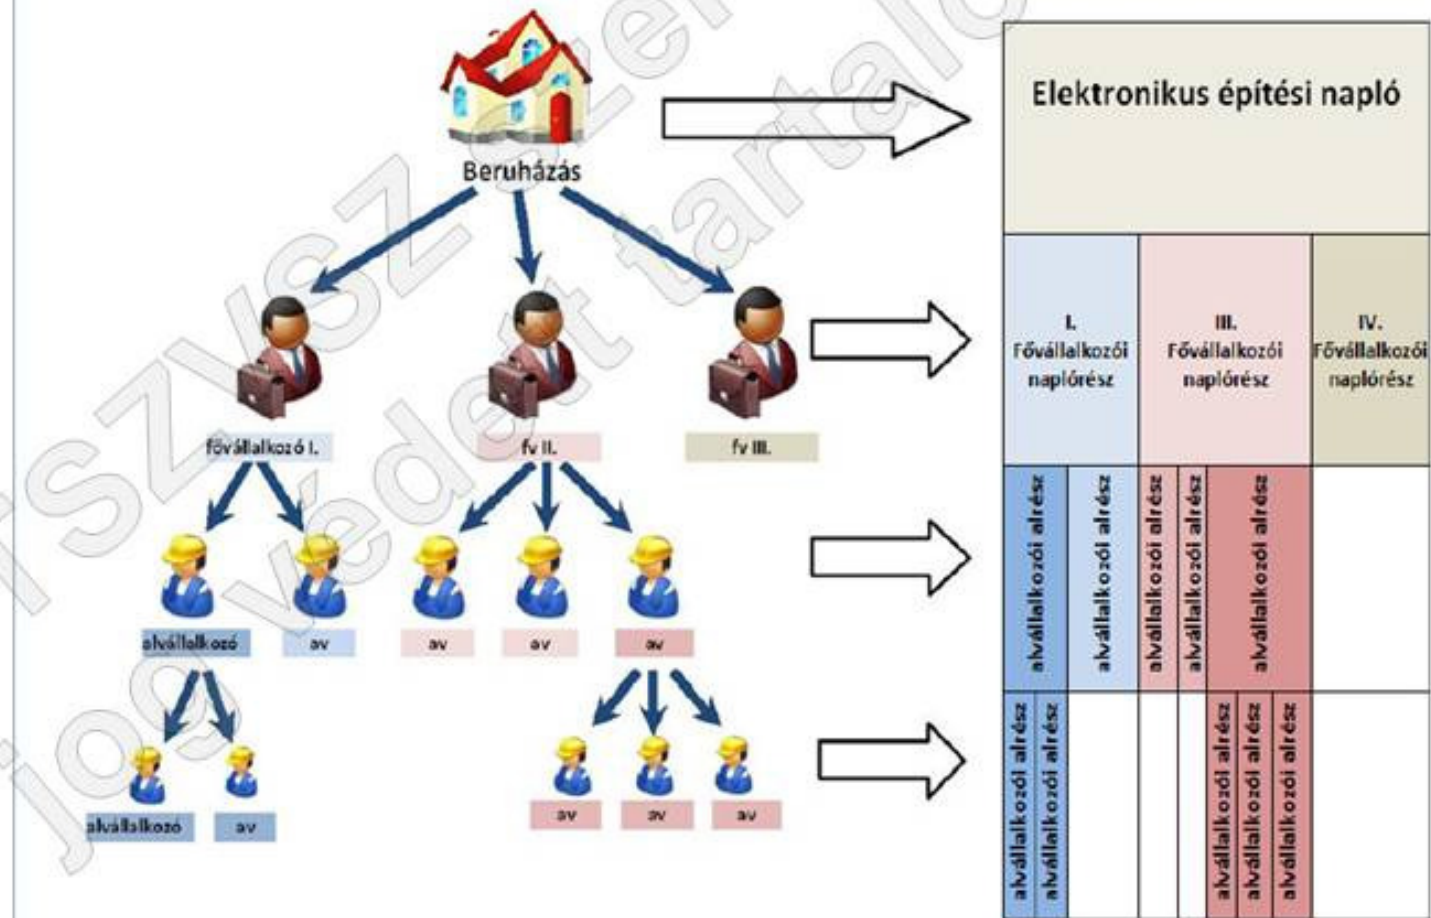 Elektronikus építési napló
Beruházás
I.
Fővállalkozói
naplórész
III.
Fővállalkozói
naplórész
IV.
Fővállalkozói
naplórész
fővállalkozó I.
fv II.
fv III.
alvállalkozói alrész
alvállalkozói alrész
alvállalkozói alrész
alvállalkozói alrész
alvállalkozói alrész
alvállalkozó
av
av
av
av
alvállalkozói alrész
alvállalkozói alrész
alvállalkozói alrész
alvállalkozói alrész
alvállalkozói alrész
alvállalkozó
av
av
av
av